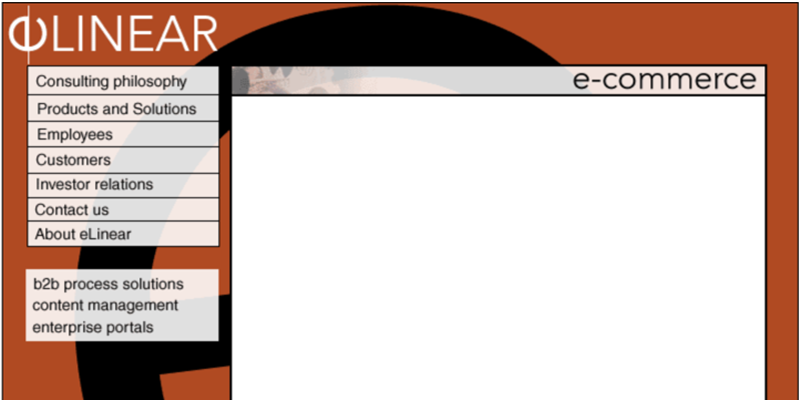 eLINEAR
e-commerce
Consulting philosophy
Products and Solutions
Employees
Customers
Investor relations
Contact us
About eLinear
b2b process solutions
content management
enterprise portals